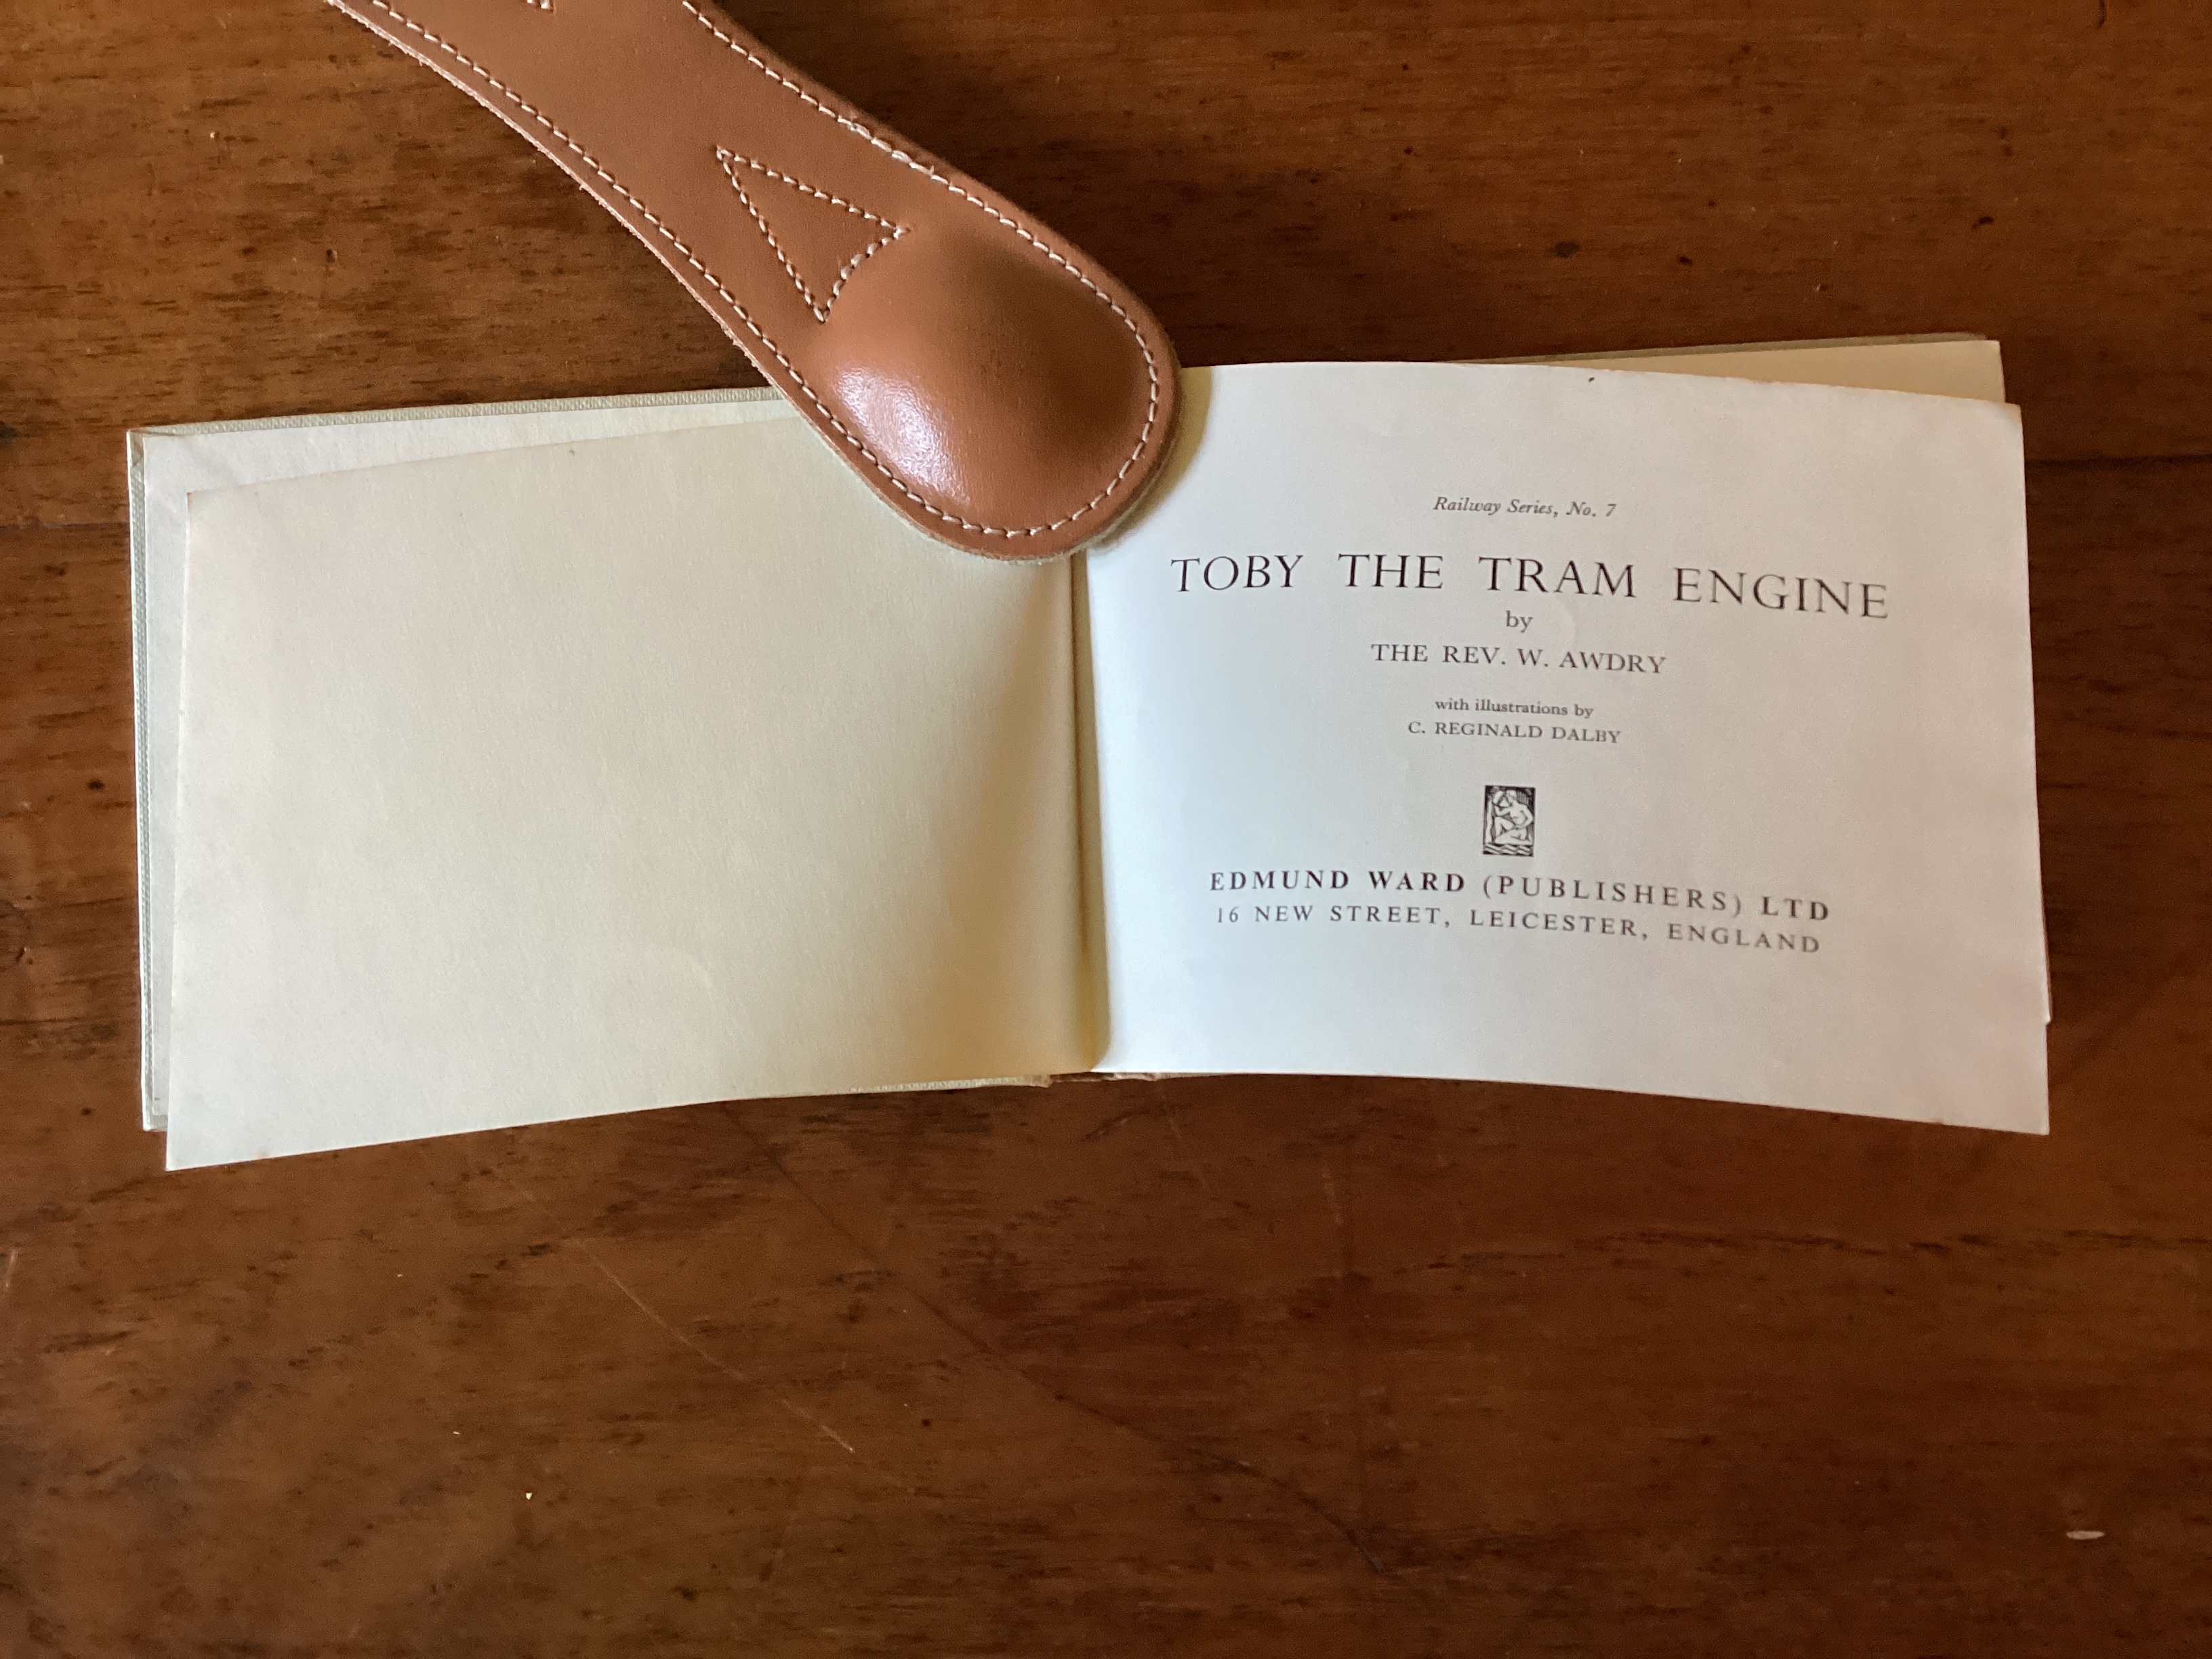 Railway Series, No. 7
TOBY THE TRAM ENGINE
by
THE REV. W. AWDRY
with illustrations by
C. REGINALD DALBY
EDMUND WARD (PUBLISHERS) LTD
16 NEW STREET, LEICESTER, ENGLAND